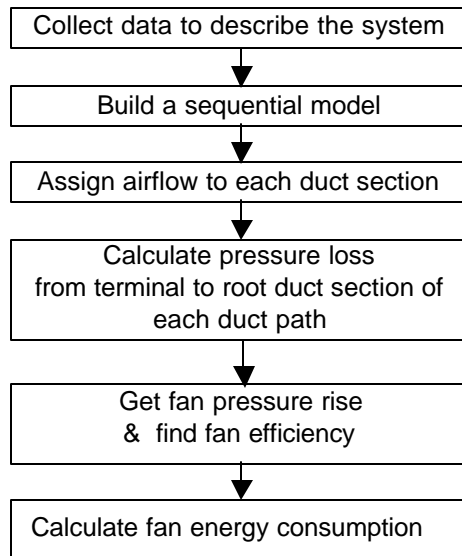 Collect data to describe the system
Build a sequential model
Assign airflow to each duct section
Calculate pressure loss
from terminal to root duct section of
each duct path
Get fan pressure rise
& find fan efficiency
Calculate fan energy consumption